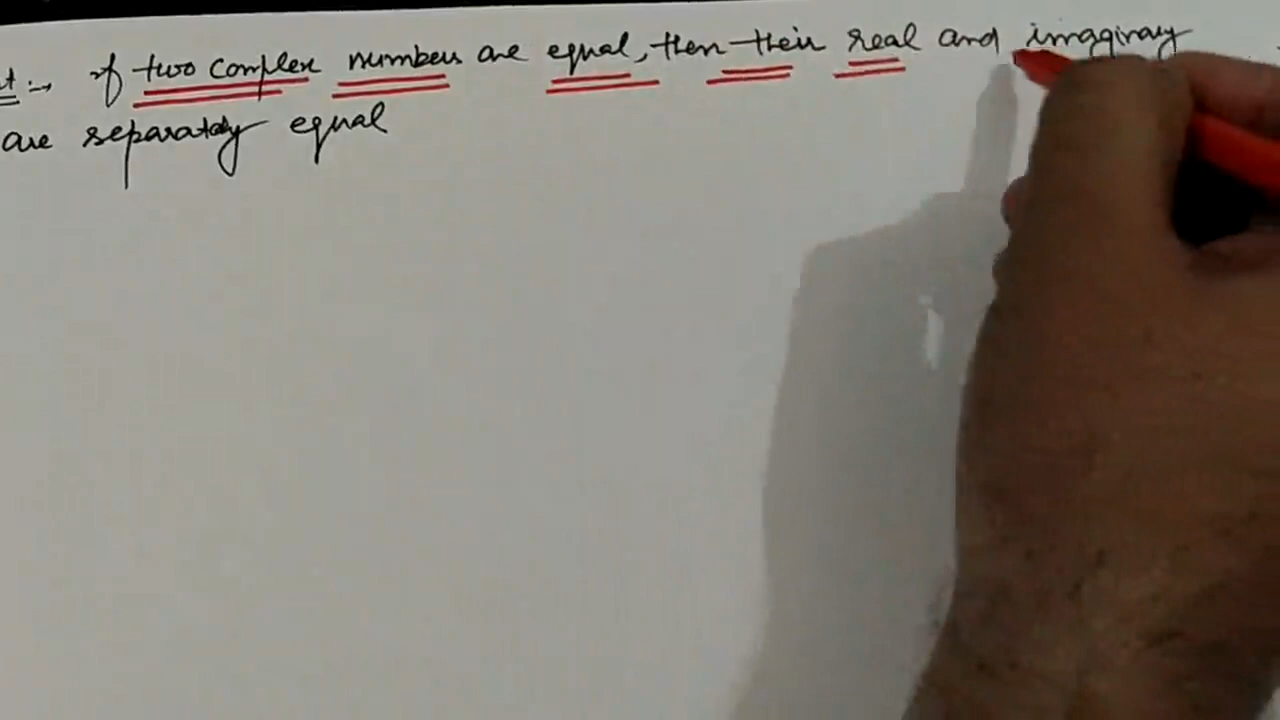 t :→ if two complex numbers are equal, then their real and imaginary
are separately equal